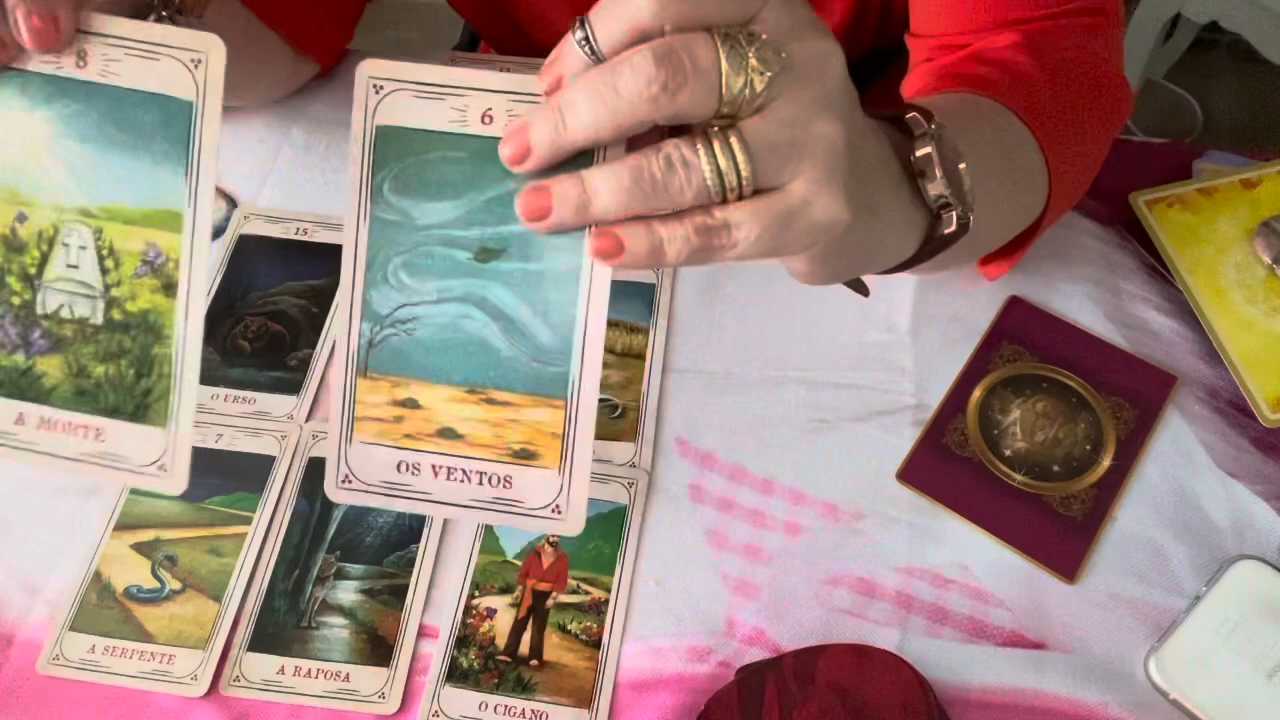 8
A MORTE
6
OS VENTOS
15
O URSO
7
A SERPENTE
A RAPOSA
O CIGANO